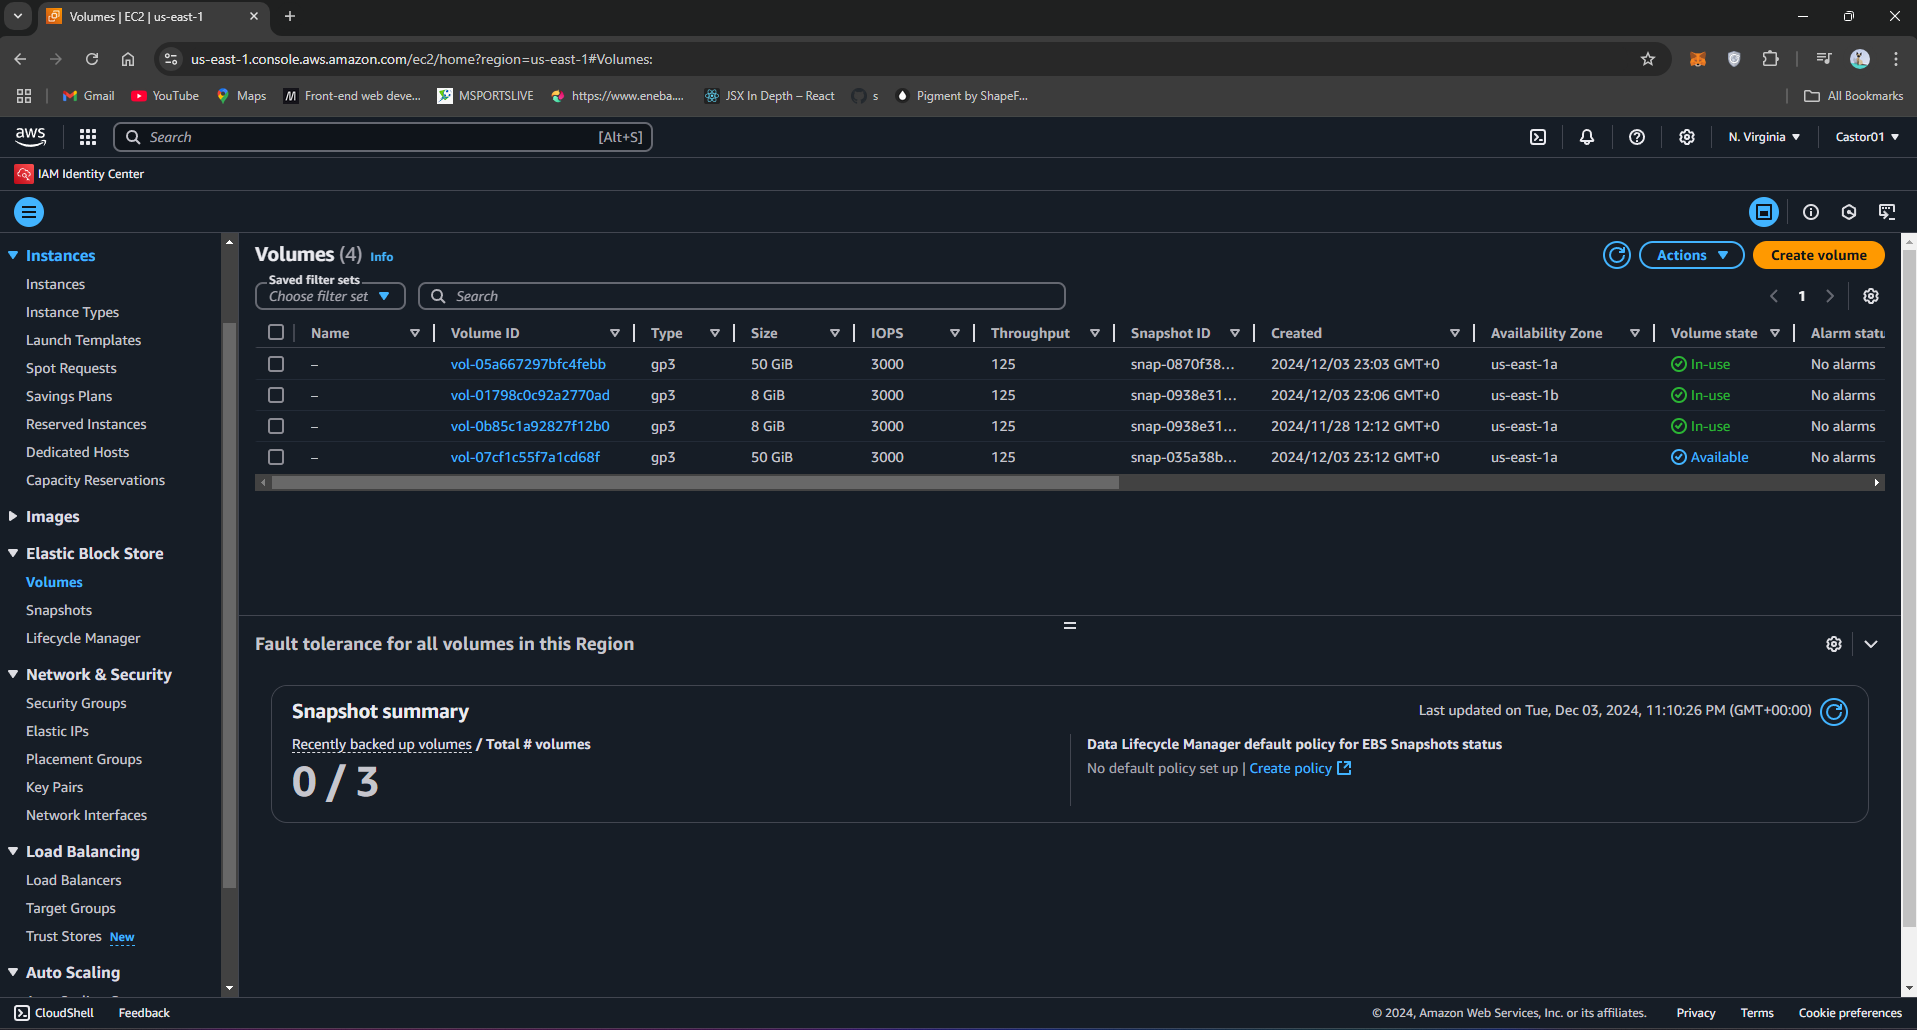 Volumes | EC2 | us-east-1
us-east-1.console.aws.amazon.com/ec2/home?region=us-east-1#Volumes:
Gmail YouTube Maps Front-end web deve... MSPORTSLIVE https://www.eneba.... JSX In Depth – React s Pigment by ShapeF... All Bookmarks
aws Search [Alt+S] N. Virginia Castor01
IAM Identity Center
Instances
Instances
Instance Types
Launch Templates
Spot Requests
Savings Plans
Reserved Instances
Dedicated Hosts
Capacity Reservations
Images
Elastic Block Store
Volumes
Snapshots
Lifecycle Manager
Network & Security
Security Groups
Elastic IPs
Placement Groups
Key Pairs
Network Interfaces
Load Balancing
Load Balancers
Target Groups
Trust Stores New
Auto Scaling
Volumes (4) Info
Actions Create volume
Saved filter sets
Choose filter set Search 1
Name Volume ID Type Size IOPS Throughput Snapshot ID Created Availability Zone Volume state Alarm statu
– vol-05a667297bfc4febb gp3 50 GiB 3000 125 snap-0870f38... 2024/12/03 23:03 GMT+0 us-east-1a In-use No alarms
– vol-01798c0c92a2770ad gp3 8 GiB 3000 125 snap-0938e31... 2024/12/03 23:06 GMT+0 us-east-1b In-use No alarms
– vol-0b85c1a92827f12b0 gp3 8 GiB 3000 125 snap-0938e31... 2024/11/28 12:12 GMT+0 us-east-1a In-use No alarms
– vol-07cf1c55f7a1cd68f gp3 50 GiB 3000 125 snap-035a38b... 2024/12/03 23:12 GMT+0 us-east-1a Available No alarms
Fault tolerance for all volumes in this Region
Snapshot summary
Last updated on Tue, Dec 03, 2024, 11:10:26 PM (GMT+00:00)
Recently backed up volumes / Total # volumes
0 / 3
Data Lifecycle Manager default policy for EBS Snapshots status
No default policy set up | Create policy
CloudShell Feedback © 2024, Amazon Web Services, Inc. or its affiliates. Privacy Terms Cookie preferences